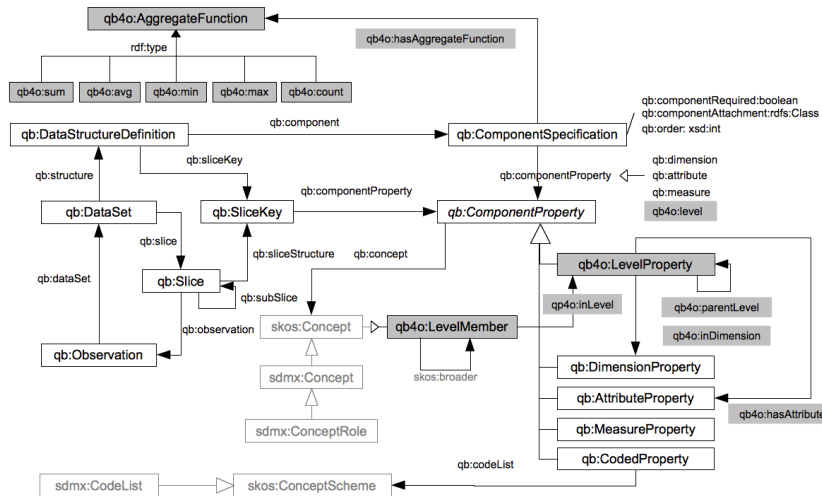 qb4o:AggregateFunction
qb4o:hasAggregateFunction
rdf:type
qb4o:sum
qb4o:avg
qb4o:min
qb4o:max
qb4o:count
qb:componentRequired:boolean
qb:componentAttachment:rdfs:Class
qb:order: xsd:int
qb:DataStructureDefinition
qb:component
qb:ComponentSpecification
qb:sliceKey
qb:structure
qb:componentProperty
qb:dimension
qb:attribute
qb:measure
qb4o:level
qb:componentProperty
qb:DataSet
qb:SliceKey
qb:ComponentProperty
qb:slice
qb:sliceStructure
qb:concept
qb:dataSet
qb4o:LevelProperty
qb:Slice
qb:subSlice
qp4o:inLevel
qb4o:parentLevel
qb:observation
skos:Concept
qb4o:LevelMember
qb4o:inDimension
qb:Observation
skos:broader
qb:DimensionProperty
sdmx:Concept
qb:AttributeProperty
qb4o:hasAttribute
sdmx:ConceptRole
qb:MeasureProperty
qb:codeList
qb:CodedProperty
sdmx:CodeList
skos:ConceptScheme